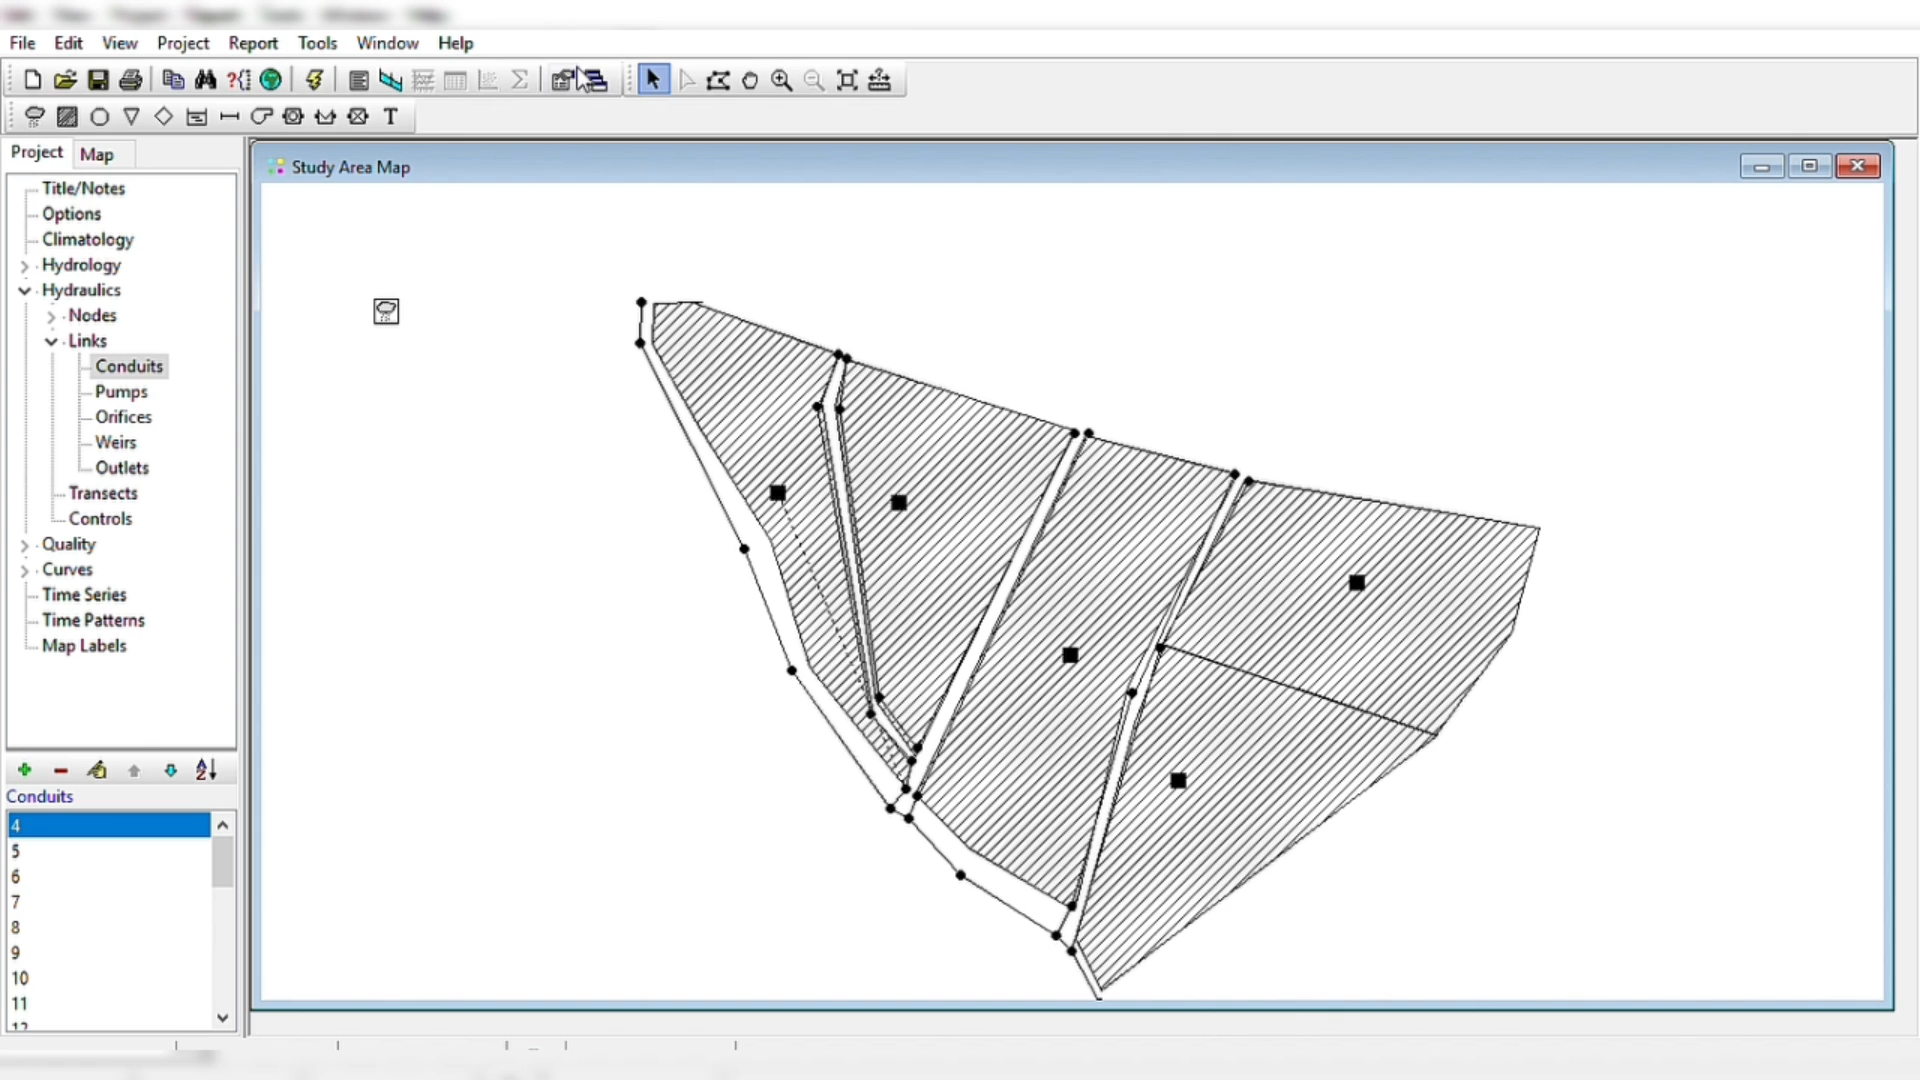 File Edit View Project Report Tools Window Help
T
Project Map
Study Area Map
Title/Notes
Options
Climatology
Hydrology
Hydraulics
Nodes
Links
Conduits
Pumps
Orifices
Weirs
Outlets
Transects
Controls
Quality
Curves
Time Series
Time Patterns
Map Labels
Conduits
4
5
6
7
8
9
10
11
12